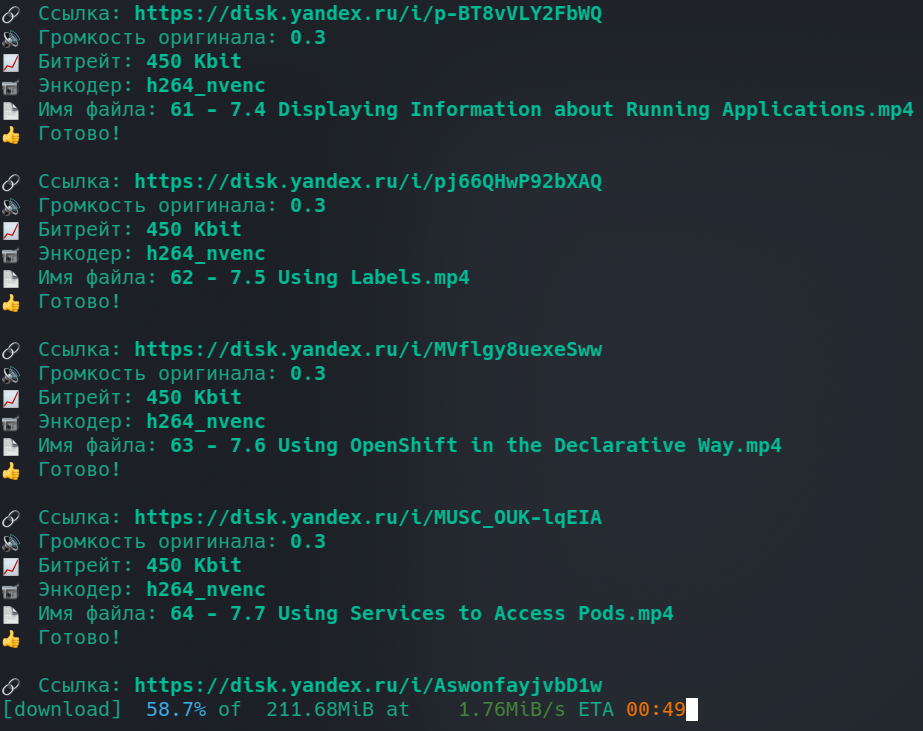 Ссылка: https://disk.yandex.ru/i/p-BT8vVLY2FbWQ
Громкость оригинала: 0.3
Битрейт: 450 Kbit
Энкодер: h264_nvenc
Имя файла: 61 - 7.4 Displaying Information about Running Applications.mp4
Готово!
Ссылка: https://disk.yandex.ru/i/pj66QHwP92bXAQ
Громкость оригинала: 0.3
Битрейт: 450 Kbit
Энкодер: h264_nvenc
Имя файла: 62 - 7.5 Using Labels.mp4
Готово!
Ссылка: https://disk.yandex.ru/i/MVflgy8uexeSww
Громкость оригинала: 0.3
Битрейт: 450 Kbit
Энкодер: h264_nvenc
Имя файла: 63 - 7.6 Using OpenShift in the Declarative Way.mp4
Готово!
Ссылка: https://disk.yandex.ru/i/MUSC_OUK-lqEIA
Громкость оригинала: 0.3
Битрейт: 450 Kbit
Энкодер: h264_nvenc
Имя файла: 64 - 7.7 Using Services to Access Pods.mp4
Готово!
Ссылка: https://disk.yandex.ru/i/AswonfayjvbD1w
[download] 58.7% of 211.68MiB at 1.76MiB/s ETA 00:49